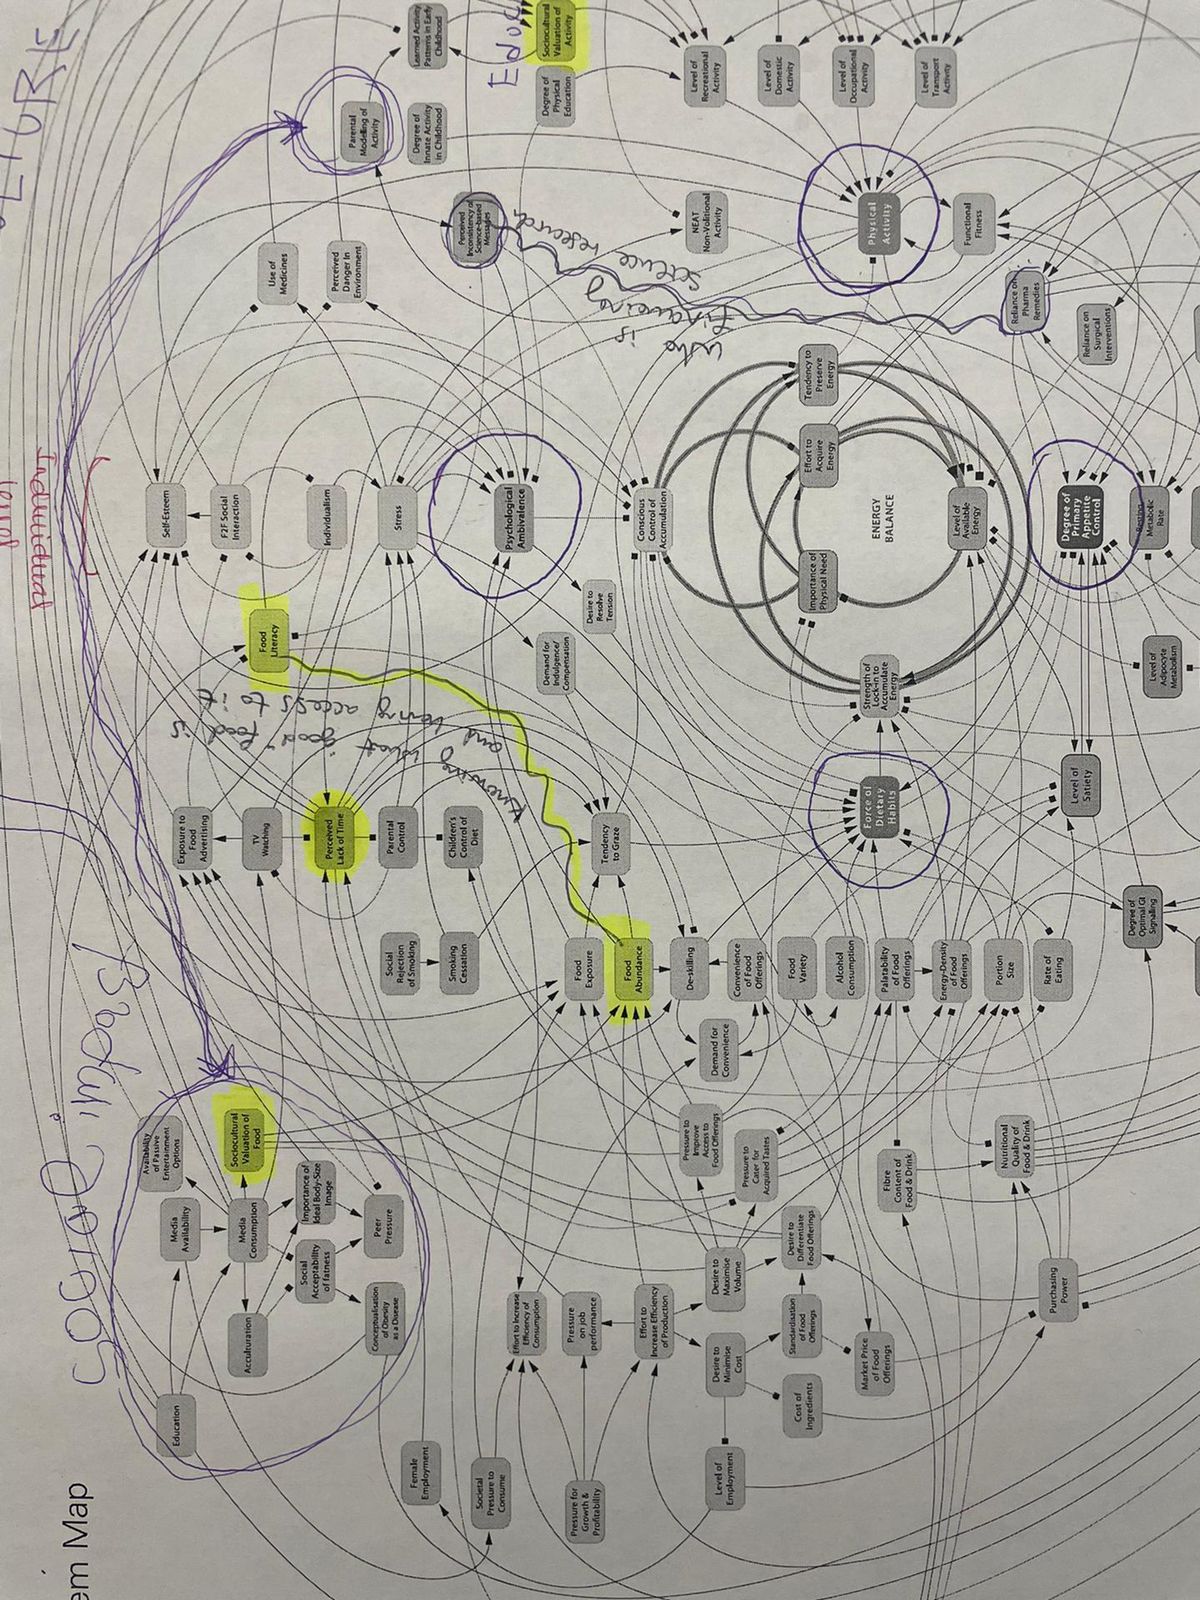 em Map
level
Individual
Education
Media
Availability
Availability
of Passive
Entertainment
Options
Acculturation
Media
Consumption
Sociocultural
Valuation of
Food
Social
Acceptability
of fatness
Importance of
Ideal Body-Size
Image
Conceptualisation
of Obesity
as a Disease
Peer
Pressure
Female
Employment
Societal
Pressure to
Consume
Effort to Increase
Efficiency of
Consumption
Pressure for
Growth &
Profitability
Pressure
on job
performance
Effort to
Increase Efficiency
of Production
Level of
Employment
Desire to
Minimise
Cost
Desire to
Maximise
Volume
Cost of
Ingredients
Standardisation
of Food
Offerings
Desire to
Differentiate
Food Offerings
Market Price
of Food
Offerings
Pressure to
Improve
Access to
Food Offerings
Pressure to
Cater for
Acquired Tastes
Fibre
Content of
Food & Drink
Nutritional
Quality of
Food & Drink
Purchasing
Power
Exposure to
Food
Advertising
TV
Watching
Perceived
Lack of Time
Social
Rejection
of Smoking
Parental
Control
Smoking
Cessation
Children's
Control of
Diet
Food
Literacy
knowing what good food is
and having access to it
Food
Exposure
Food
Abundance
Tendency
to Graze
De-skilling
Demand for
Convenience
Convenience
of Food
Offerings
Food
Variety
Alcohol
Consumption
Palatability
of Food
Offerings
Energy-Density
of Food
Offerings
Portion
Size
Rate of
Eating
Force of
Dietary
Habits
Level of
Satiety
Degree of
Optimal GI
Signalling
Self-Esteem
F2F Social
Interaction
Individualism
Stress
Psychological
Ambivalence
Demand for
Indulgence/
Compensation
Desire to
Resolve
Tension
Conscious
Control of
Accumulation
Importance of
Physical Need
Effort to
Acquire
Energy
Tendency to
Preserve
Energy
Strength of
Lock-in to
Accumulate
Energy
ENERGY
BALANCE
Level of
Available
Energy
Degree of
Primary
Appetite
Control
Resting
Metabolic
Rate
Level of
Adipocyte
Metabolism
Use of
Medicines
Perceived
Danger in
Environment
Parental
Modelling of
Activity
Degree of
Innate Activity
in Childhood
Learned Activity
Patterns in Early
Childhood
Perceived
Inconsistency of
Science-based
Messages
Educ
Degree of
Physical
Education
Sociocultural
Valuation of
Activity
who is
financing
Science research
NEAT
Non-Volitional
Activity
Level of
Recreational
Activity
Level of
Domestic
Activity
Level of
Occupational
Activity
Level of
Transport
Activity
Physical
Activity
Functional
Fitness
Reliance on
Pharma
Remedies
Reliance on
Surgical
Interventions